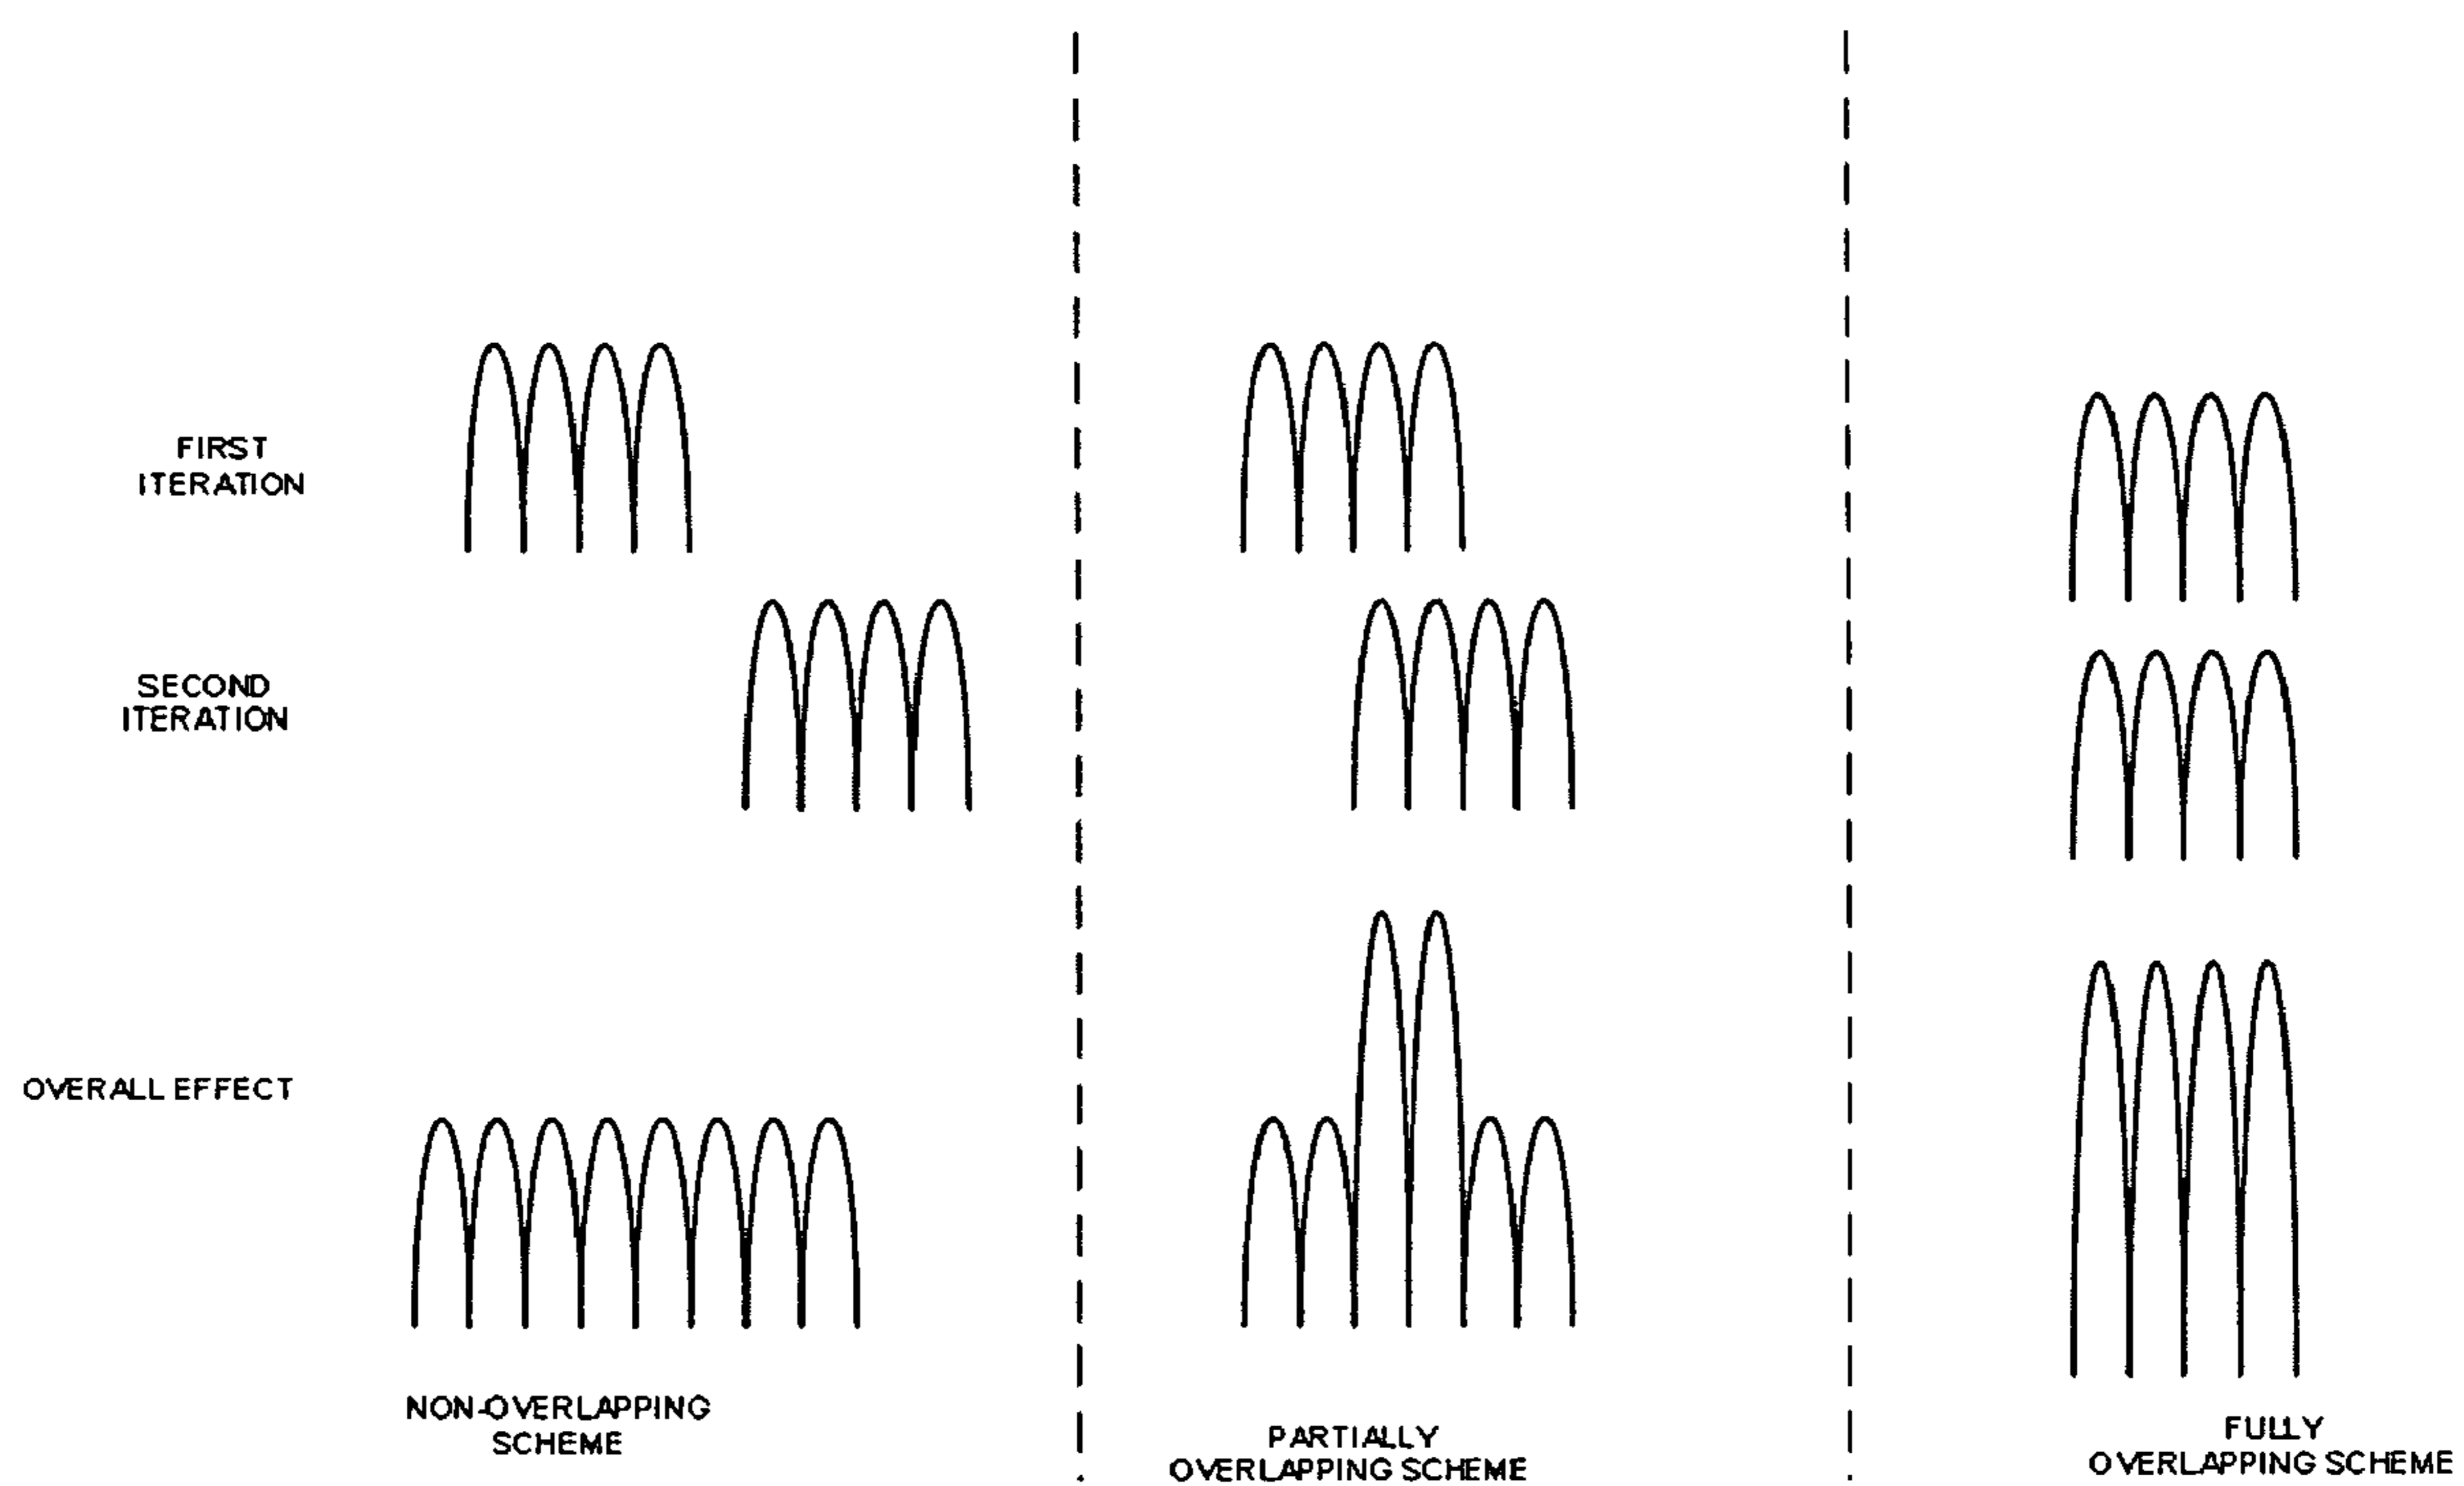 FIRST
ITERATION
SECOND
ITERATION
OVERALL EFFECT
NON-OVERLAPPING
SCHEME
PARTIALLY
OVERLAPPING SCHEME
FULLY
OVERLAPPING SCHEME